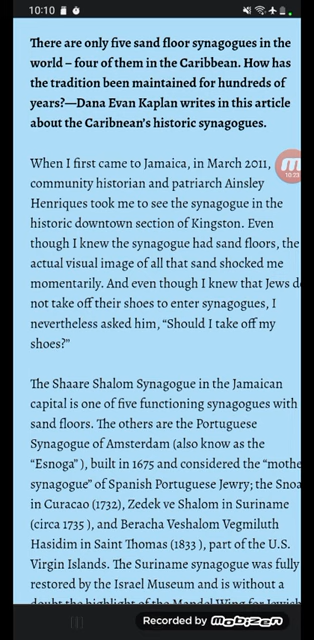 10:10
There are only five sand floor synagogues in the
world – four of them in the Caribbean. How has
the tradition been maintained for hundreds of
years?—Dana Evan Kaplan writes in this article
about the Caribnean's historic synagogues.
When I first came to Jamaica, in March 2011,
community historian and patriarch Ainsley
Henriques took me to see the synagogue in the
historic downtown section of Kingston. Even
though I knew the synagogue had sand floors, the
actual visual image of all that sand shocked me
momentarily. And even though I knew that Jews d
not take off their shoes to enter synagogues, I
nevertheless asked him, “Should I take off my
shoes?”
The Shaare Shalom Synagogue in the Jamaican
capital is one of five functioning synagogues with
sand floors. The others are the Portuguese
Synagogue of Amsterdam (also know as the
“Esnoga” ), built in 1675 and considered the “mothe
synagogue” of Spanish Portuguese Jewry; the Snoa
in Curacao (1732), Zedek ve Shalom in Suriname
(circa 1735 ), and Beracha Veshalom Vegmiluth
Hasidim in Saint Thomas (1833 ), part of the U.S.
Virgin Islands. The Suriname synagogue was fully
restored by the Israel Museum and is without a
doubt the highlight of the Mandel Wing for Jewish
Recorded by mobizen